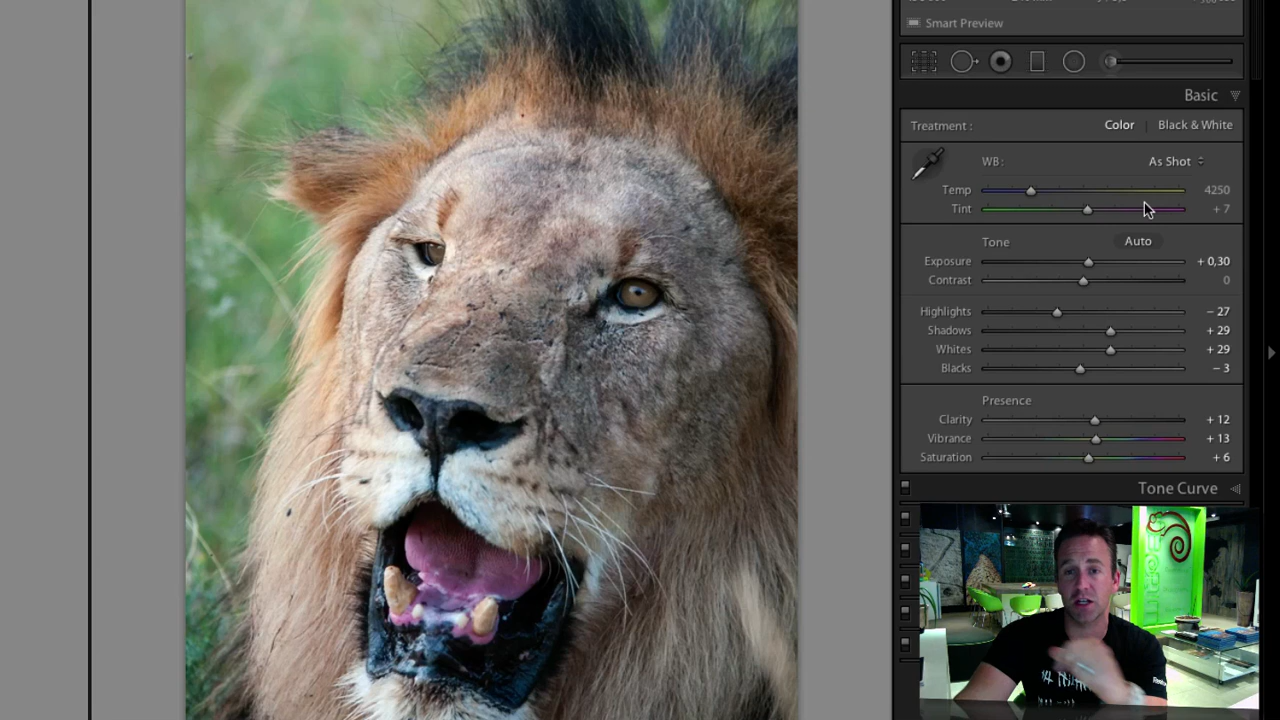 Smart Preview
Basic
Treatment : Color | Black & White
WB: As Shot
Temp 4250
Tint + 7
Tone Auto
Exposure + 0,30
Contrast 0
Highlights − 27
Shadows + 29
Whites + 29
Blacks − 3
Presence
Clarity + 12
Vibrance + 13
Saturation + 6
Tone Curve